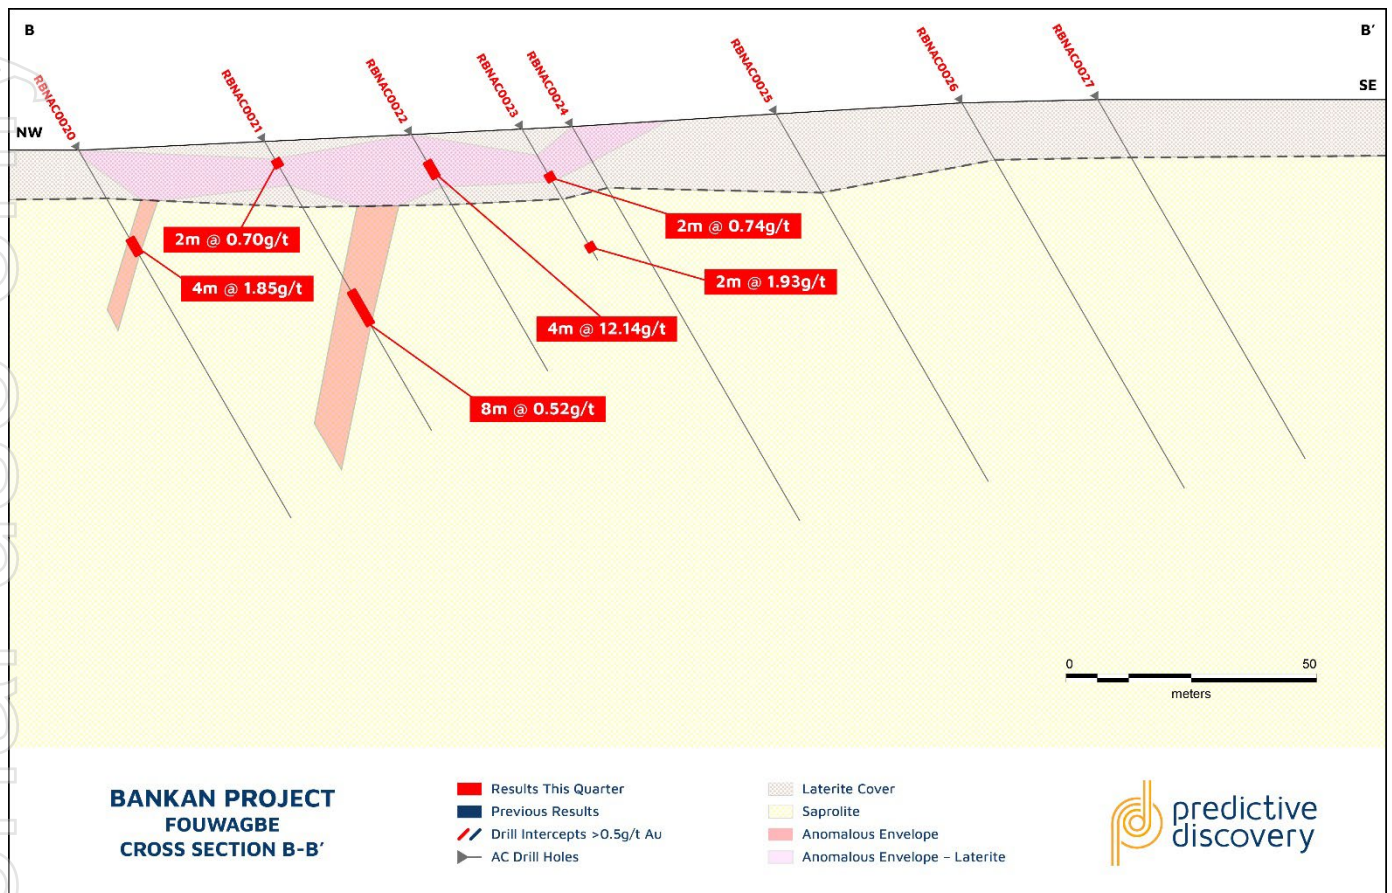 B
B′
NW
SE
RBNAC0020
RBNAC0021
RBNAC0022
RBNAC0023
RBNAC0024
RBNAC0025
RBNAC0026
RBNAC0027
2m @ 0.70g/t
4m @ 1.85g/t
2m @ 0.74g/t
2m @ 1.93g/t
4m @ 12.14g/t
8m @ 0.52g/t
0 50
meters
BANKAN PROJECT
FOUWAGBE
CROSS SECTION B-B′
Results This Quarter
Previous Results
Drill Intercepts >0.5g/t Au
AC Drill Holes
Laterite Cover
Saprolite
Anomalous Envelope
Anomalous Envelope – Laterite
predictive
discovery